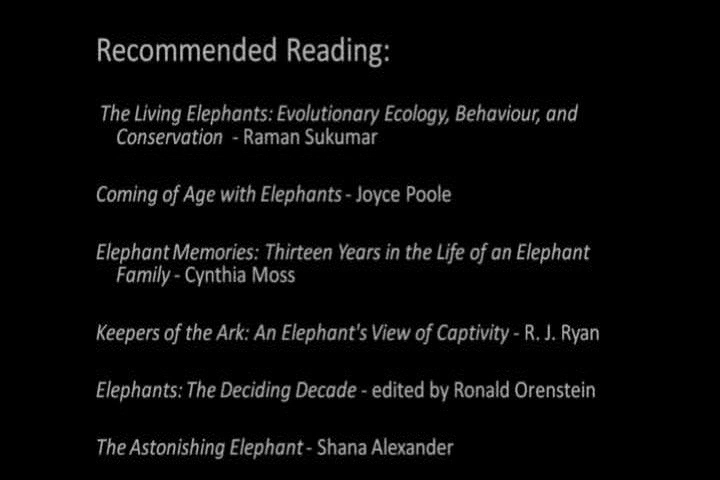 Recommended Reading:
The Living Elephants: Evolutionary Ecology, Behaviour, and
Conservation - Raman Sukumar
Coming of Age with Elephants - Joyce Poole
Elephant Memories: Thirteen Years in the Life of an Elephant
Family - Cynthia Moss
Keepers of the Ark: An Elephant's View of Captivity - R. J. Ryan
Elephants: The Deciding Decade - edited by Ronald Orenstein
The Astonishing Elephant - Shana Alexander